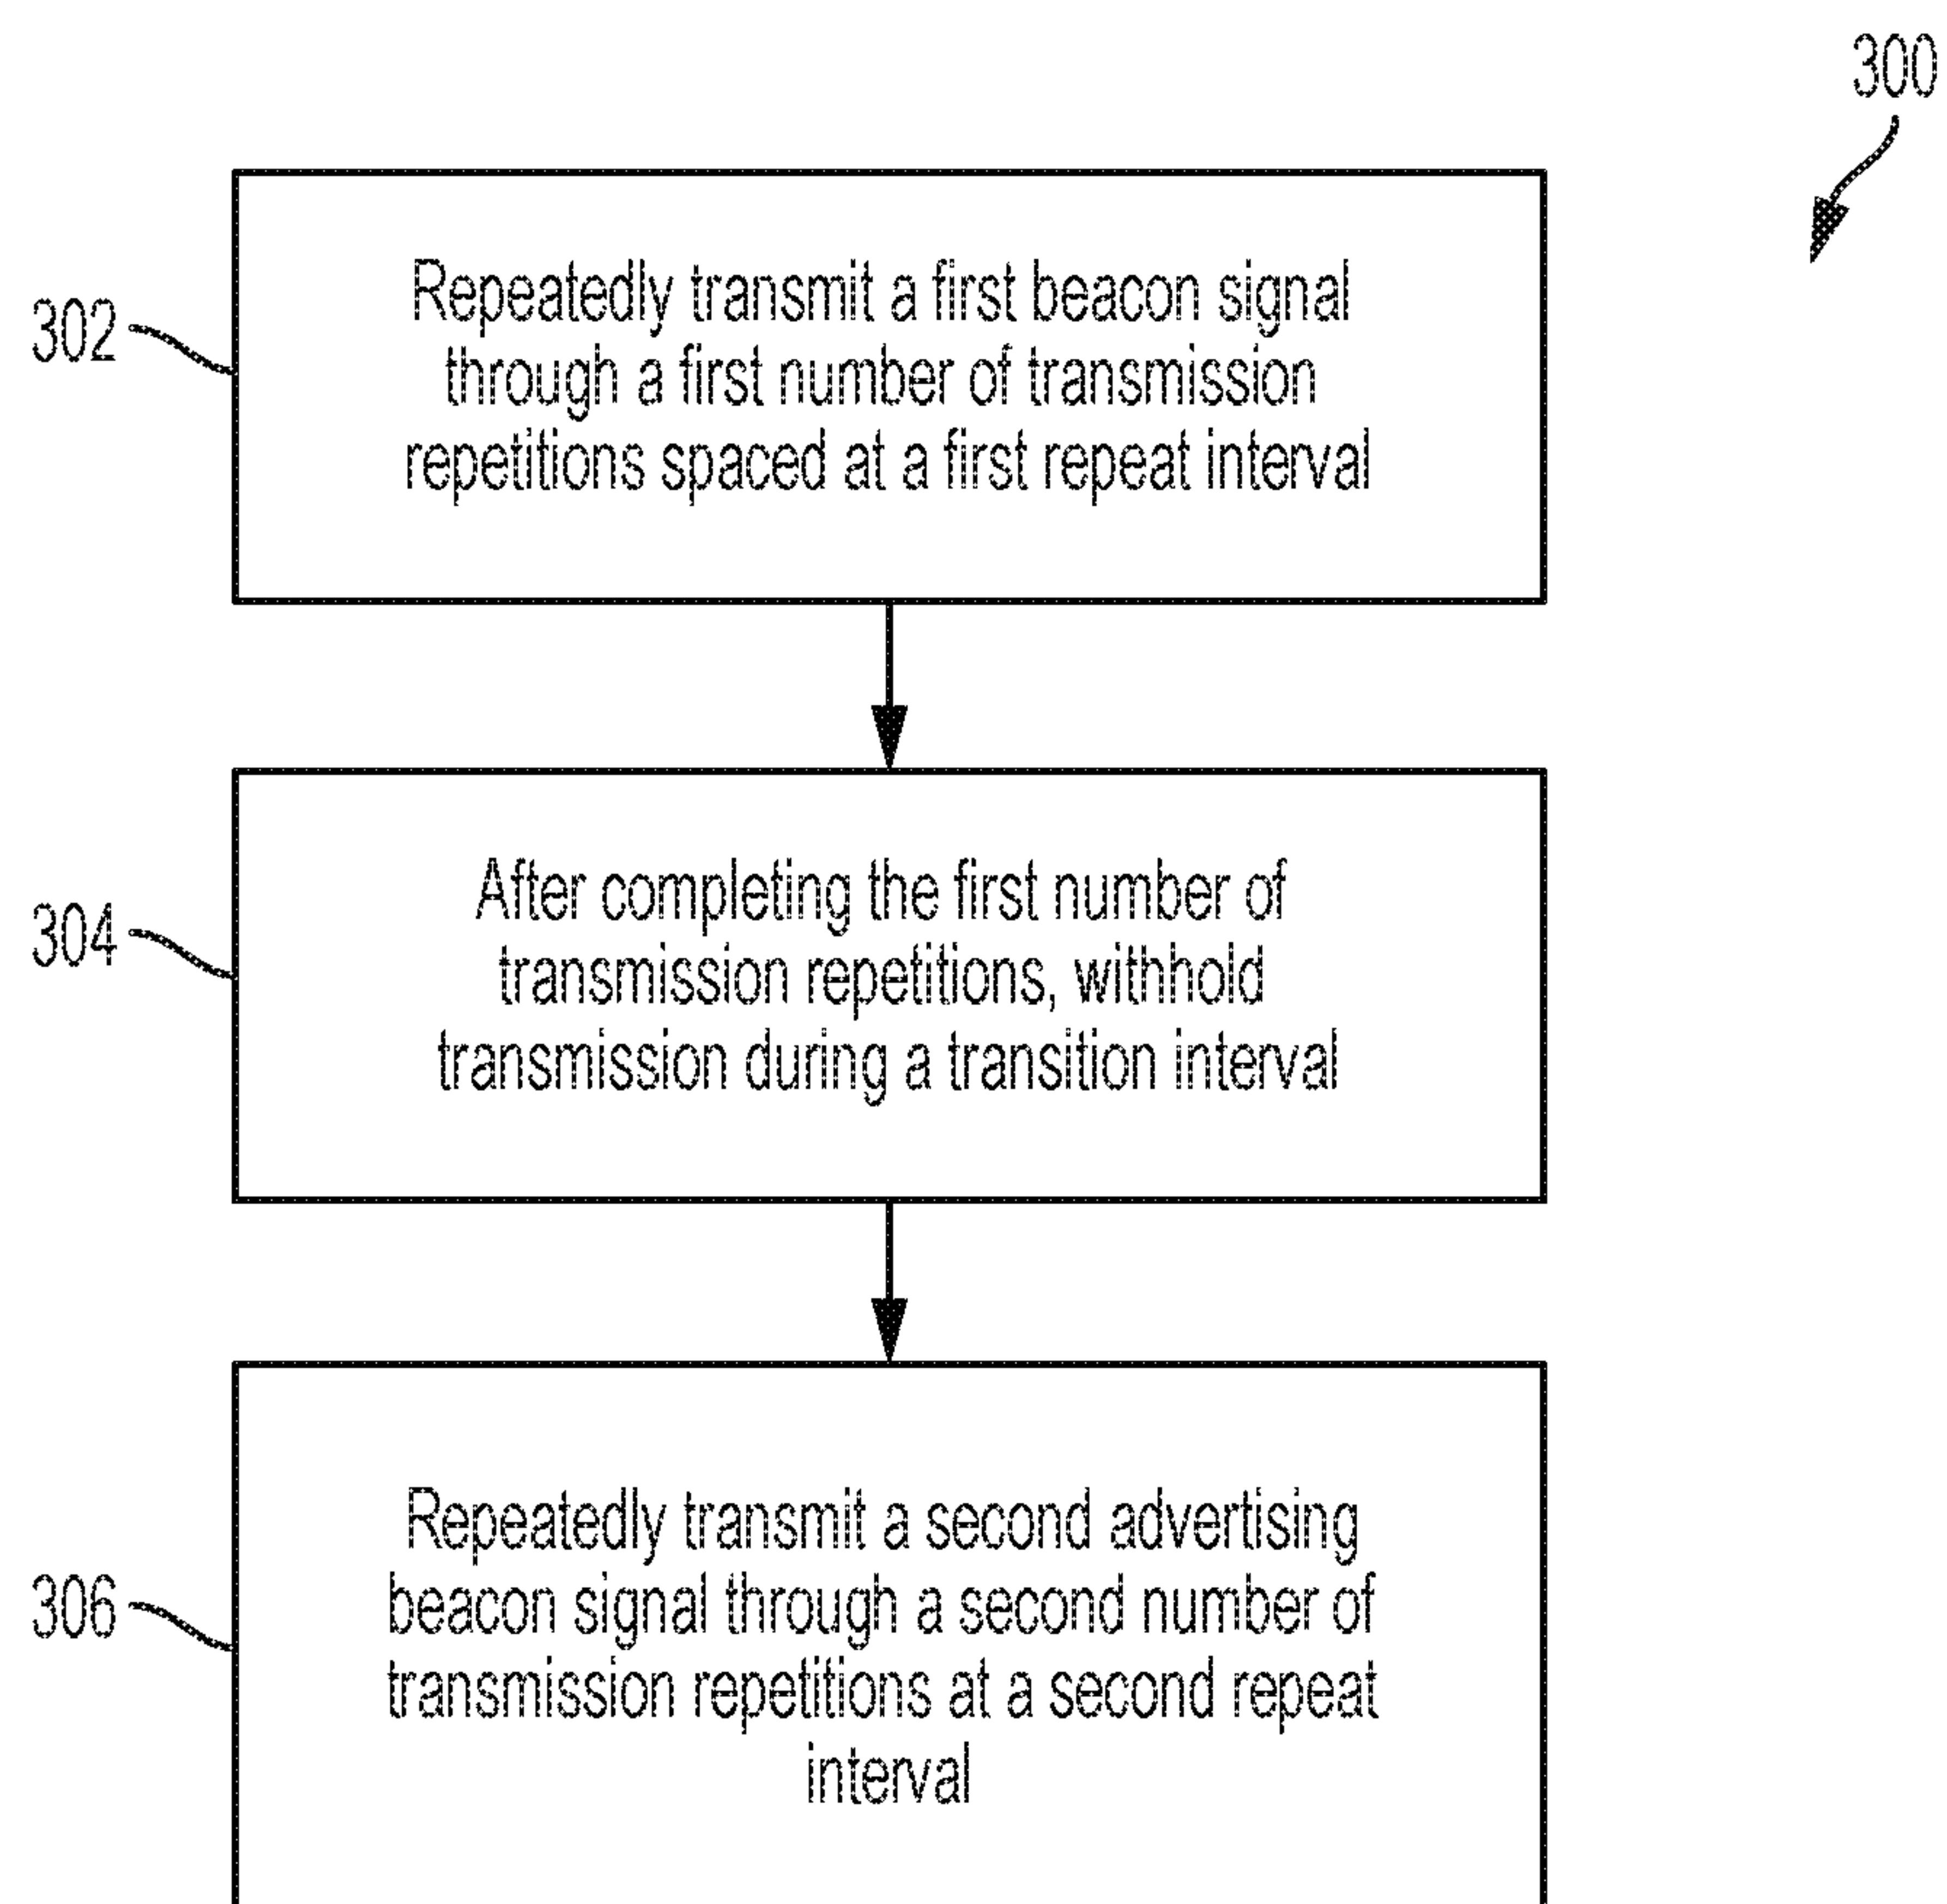 300
302
Repeatedly transmit a first beacon signal
through a first number of transmission
repetitions spaced at a first repeat interval
304
After completing the first number of
transmission repetitions, withhold
transmission during a transition interval
306
Repeatedly transmit a second advertising
beacon signal through a second number of
transmission repetitions at a second repeat
interval